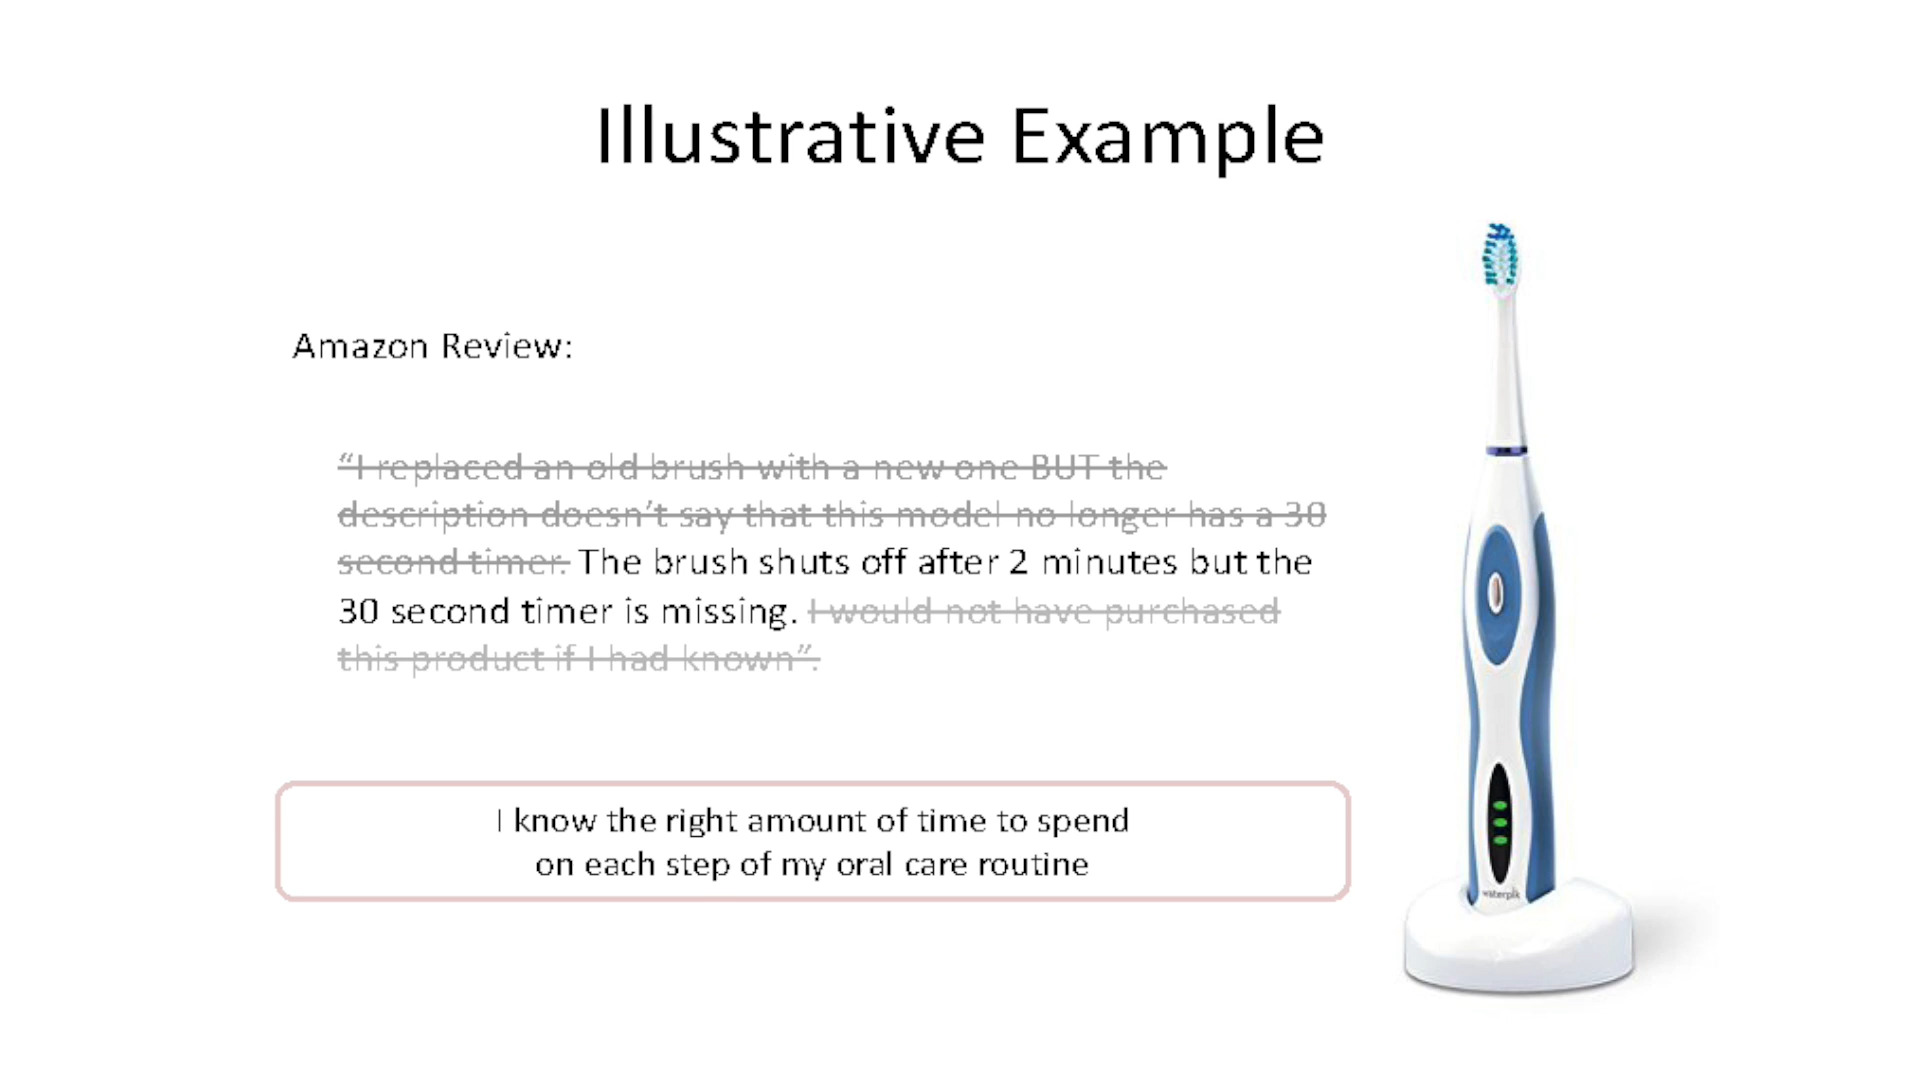 Illustrative Example
Amazon Review:
“I replaced an old brush with a new one BUT the
description doesn’t say that this model no longer has a 30
second timer. The brush shuts off after 2 minutes but the
30 second timer is missing. I would not have purchased
this product if I had known”.
I know the right amount of time to spend
on each step of my oral care routine
waterpik